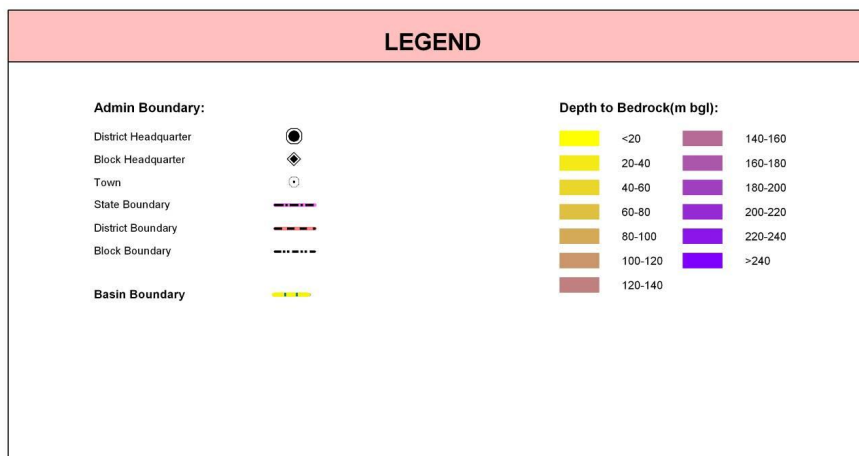 LEGEND
Admin Boundary:
District Headquarter
Block Headquarter
Town
State Boundary
District Boundary
Block Boundary
Basin Boundary
Depth to Bedrock(m bgl):
<20
20-40
40-60
60-80
80-100
100-120
120-140
140-160
160-180
180-200
200-220
220-240
>240